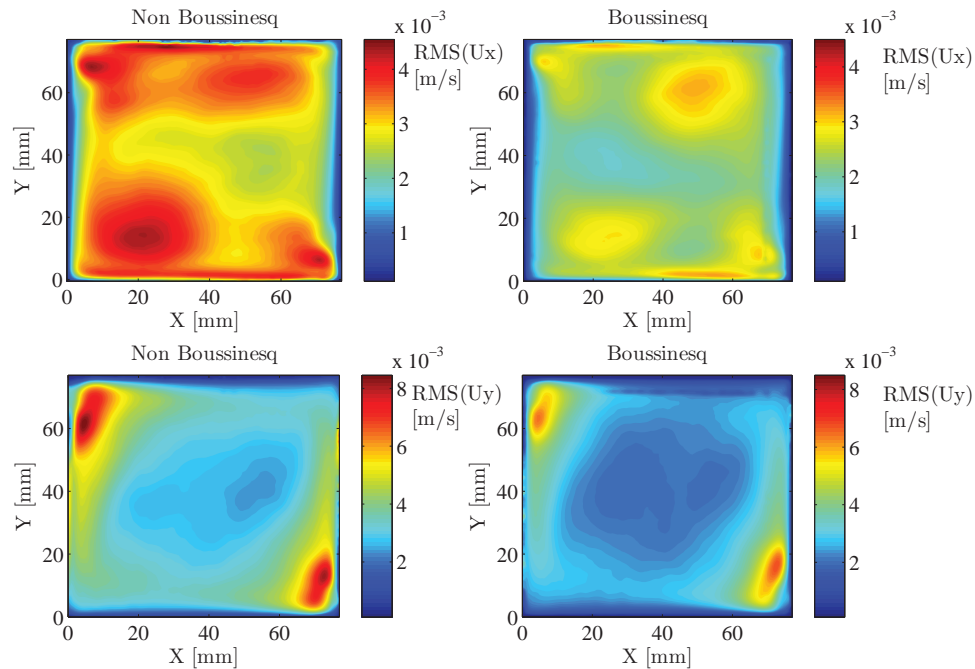 Non Boussinesq
Boussinesq
x 10⁻³
x 10⁻³
RMS(Ux)
[m/s]
RMS(Ux)
[m/s]
Y [mm]
60
40
20
0
4
3
2
1
Y [mm]
60
40
20
0
4
3
2
1
0 20 40 60
X [mm]
0 20 40 60
X [mm]
Non Boussinesq
Boussinesq
x 10⁻³
x 10⁻³
RMS(Uy)
[m/s]
RMS(Uy)
[m/s]
Y [mm]
60
40
20
0
8
6
4
2
Y [mm]
60
40
20
0
8
6
4
2
0 20 40 60
X [mm]
0 20 40 60
X [mm]